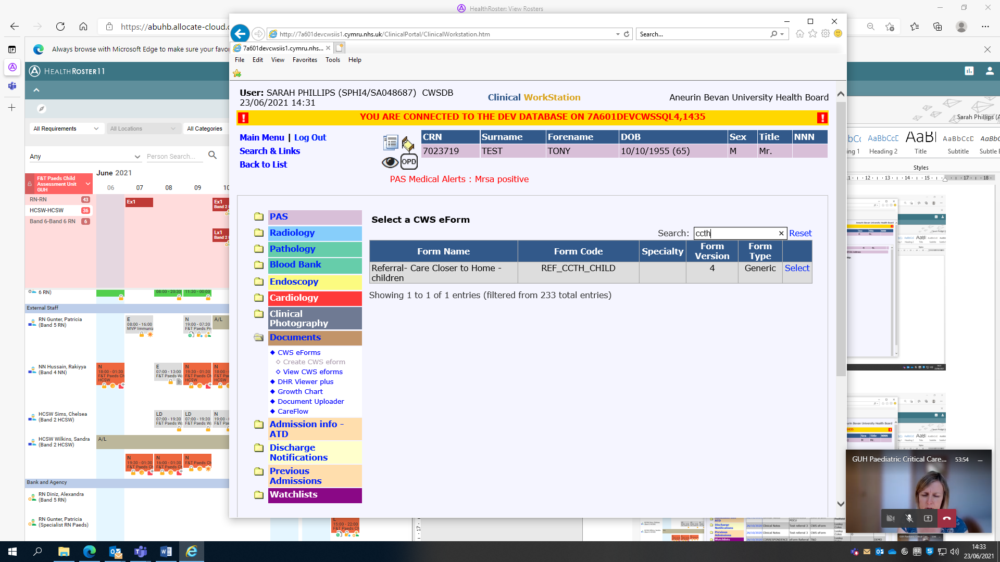 HealthRoster: View Rosters
https://abuhb.allocate-cloud.c
Always browse with Microsoft Edge to make sure your favor
HEALTHROSTER11
All Requirements
All Locations
All Categories
Any
Person Search...
June 2021
06 07 08 09 10
F&T Paeds Child Assessment Unit GUH
RN-RN 43
HCSW-HCSW 36
Band 6-Band 6 RN 6
Ex1
Ex1
Band 2
Lx1
Band 2
6 RN)
08:00 - 20:30
11:30 - 00:00
External Staff
RN Gunter, Patricia
(Band 5 RN)
E
08:00 - 16:00
MVP Immuniz
N
19:00 - 07:30
F&T Paeds Pr
A/L
NN Hussain, Rakiyya
(Band 4 NN)
N
18:00 - 01:30
F&T Paeds Ch
HCSW
E
07:00 - 13:00
F&T Paeds Wa
N
19:30 - 01:30
F&T Paeds Ch
HCSW
N
18:00 -
F&T Pae
HCSW Sims, Chelsea
(Band 2 HCSW)
LD
07:00 - 19:30
F&T Paeds Wa
LD
07:00 - 19:30
F&T Paeds Wa
N
19:00 -
F&T Pae
HCSW Wilkins, Sandra
(Band 2 HCSW)
A/L
N
19:30 - 01:30
F&T Paeds Ch
N
16:00 - 01:30
F&T Paeds Ch
N
F&T Paeds Ch
Bank and Agency
RN Diniz, Alexandra
(Band 5 RN)
RN Gunter, Patricia
(Specialist RN Paeds)
15:00 - 22:00
F&T Paeds Ch
http://7a601devcwsiis1.cymru.nhs.uk/ClinicalPortal/ClinicalWorkstation.htm
Search...
7a601devcwsiis1.cymru.nhs...
File Edit View Favorites Tools Help
User: SARAH PHILLIPS (SPHI4/SA048687) CWSDB
23/06/2021 14:31
Clinical WorkStation
Aneurin Bevan University Health Board
! YOU ARE CONNECTED TO THE DEV DATABASE ON 7A601DEVCWSSQL4,1435 !
Main Menu | Log Out
Search & Links
Back to List
OPD
CRN Surname Forename DOB Sex Title NNN
7023719 TEST TONY 10/10/1955 (65) M Mr.
PAS Medical Alerts : Mrsa positive
PAS
Radiology
Pathology
Blood Bank
Endoscopy
Cardiology
Clinical
Photography
Documents
CWS eForms
Create CWS eform
View CWS eforms
DHR Viewer plus
Growth Chart
Document Uploader
CareFlow
Admission info -
ATD
Discharge
Notifications
Previous
Admissions
Watchlists
Select a CWS eForm
Search: ccth × Reset
Form Name Form Code Specialty Form Version Form Type
Referral- Care Closer to Home - REF_CCTH_CHILD 4 Generic Select
children
Showing 1 to 1 of 1 entries (filtered from 233 total entries)
Sarah Phillips (A
AaBl AaBbCcD
Heading 2 Title Subtitle Subtle E
Styles
GUH Paediatric Critical Care... 53:54
14:33
23/06/2021